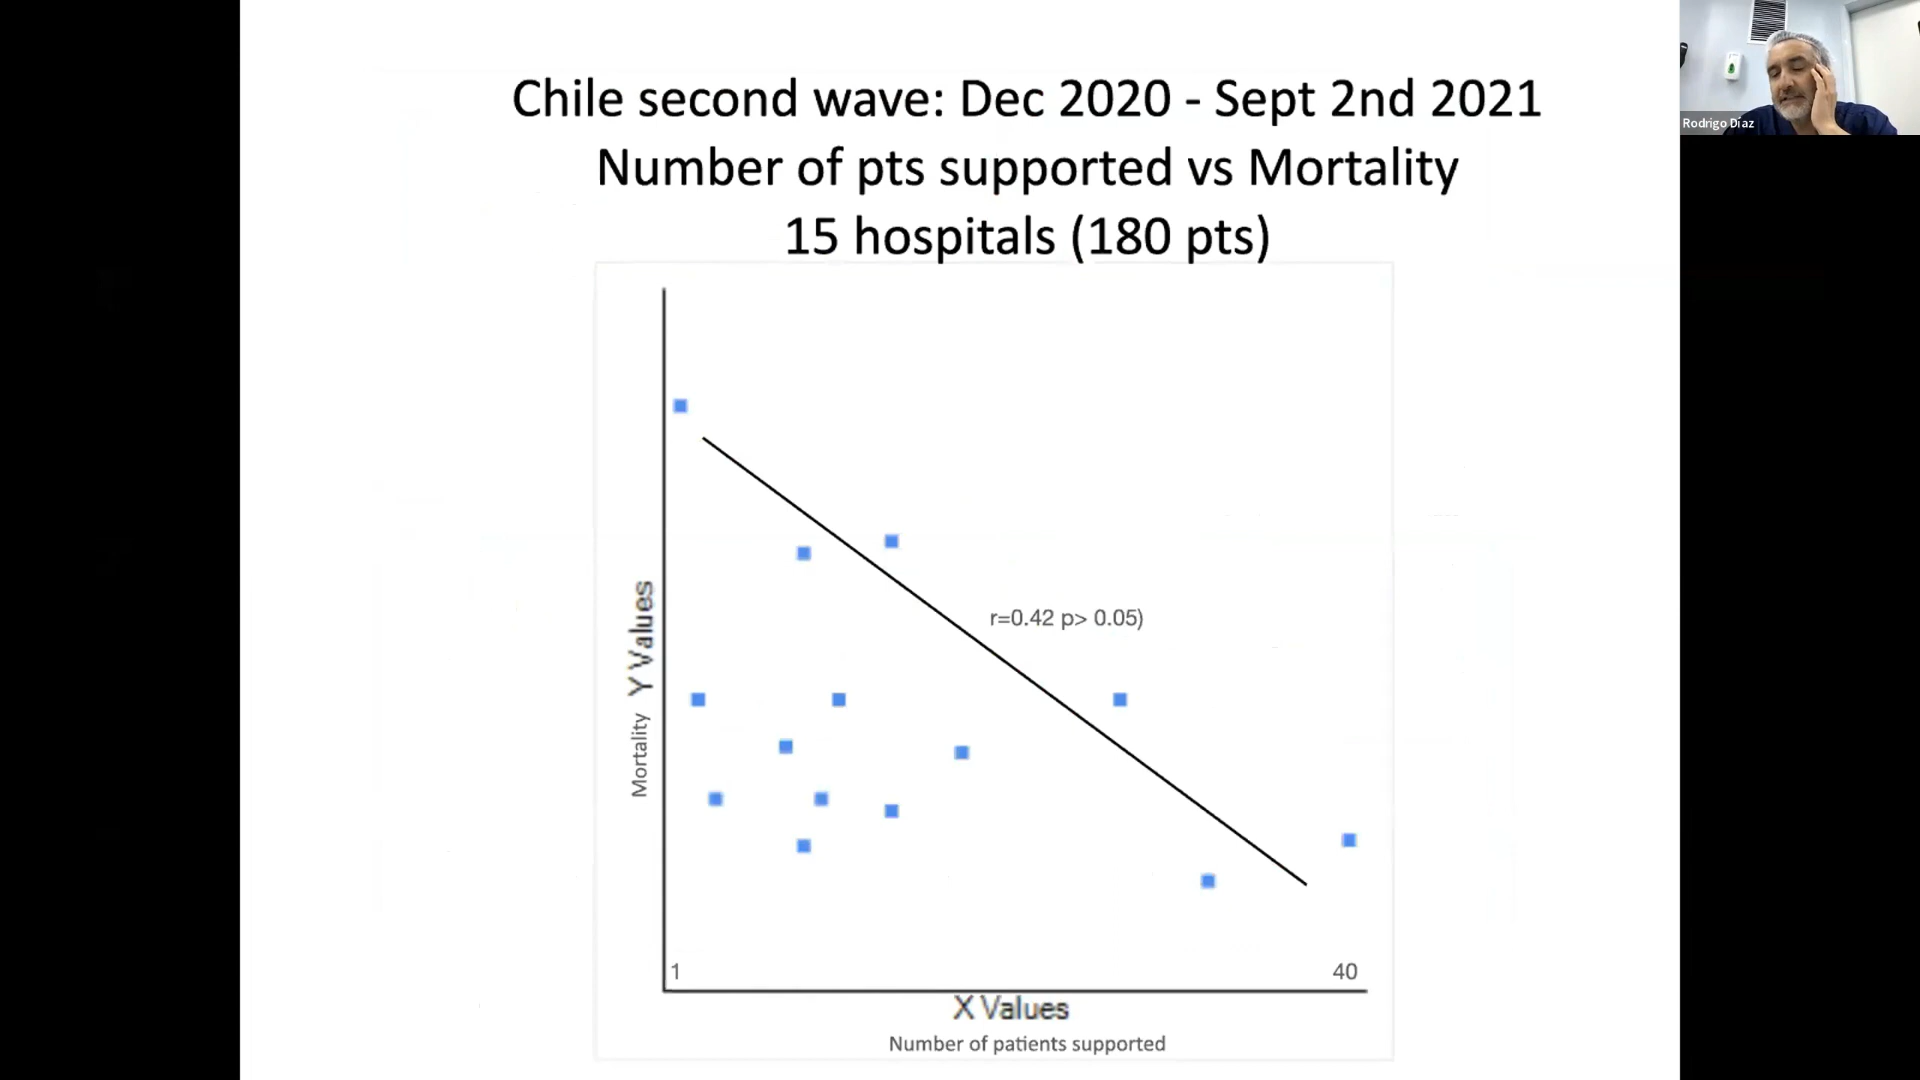 Chile second wave: Dec 2020 - Sept 2nd 2021
Number of pts supported vs Mortality
15 hospitals (180 pts)
Rodrigo Díaz
r=0.42 p> 0.05)
Y Values
Mortality
1
40
X Values
Number of patients supported